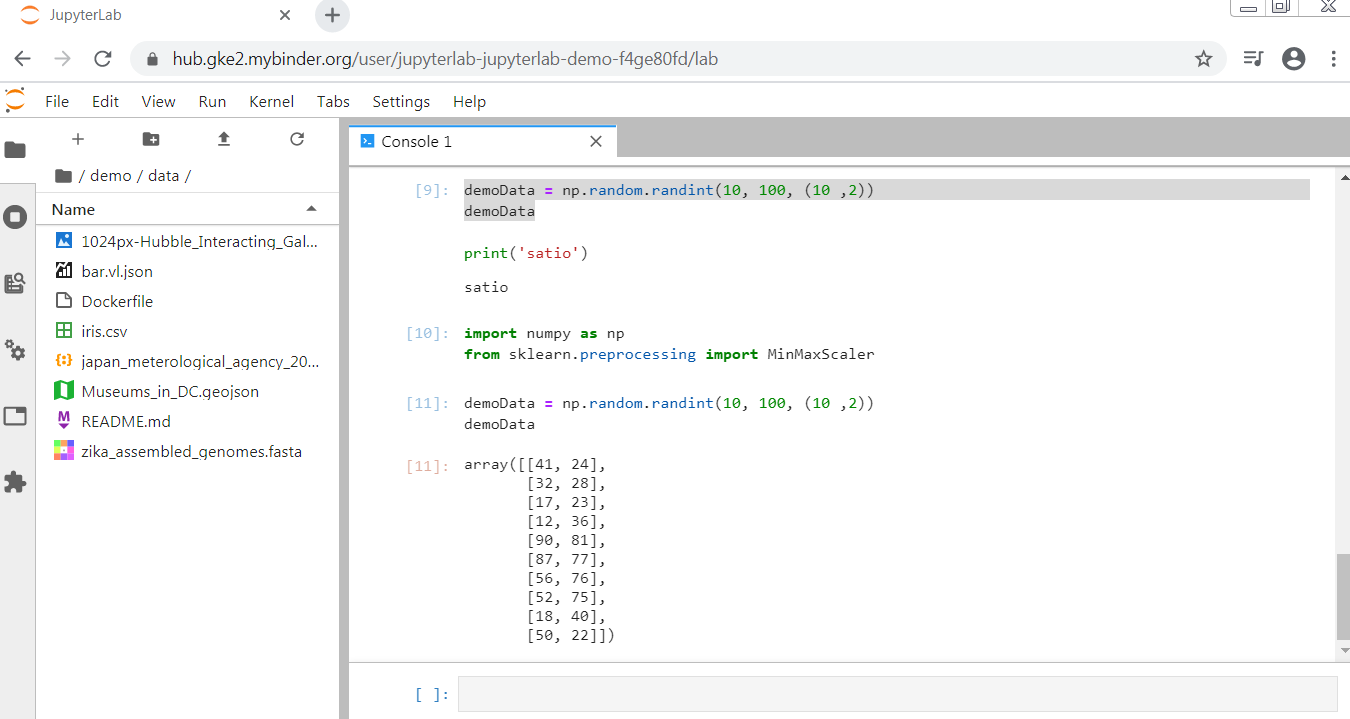 JupyterLab
hub.gke2.mybinder.org/user/jupyterlab-jupyterlab-demo-f4ge80fd/lab
File Edit View Run Kernel Tabs Settings Help
/ demo / data /
Name
1024px-Hubble_Interacting_Gal...
bar.vl.json
Dockerfile
iris.csv
japan_meterological_agency_20...
Museums_in_DC.geojson
README.md
zika_assembled_genomes.fasta
Console 1
[9]: demoData = np.random.randint(10, 100, (10 ,2))
demoData
print('satio')
satio
[10]: import numpy as np
from sklearn.preprocessing import MinMaxScaler
[11]: demoData = np.random.randint(10, 100, (10 ,2))
demoData
[11]: array([[41, 24],
[32, 28],
[17, 23],
[12, 36],
[90, 81],
[87, 77],
[56, 76],
[52, 75],
[18, 40],
[50, 22]])
[ ]: